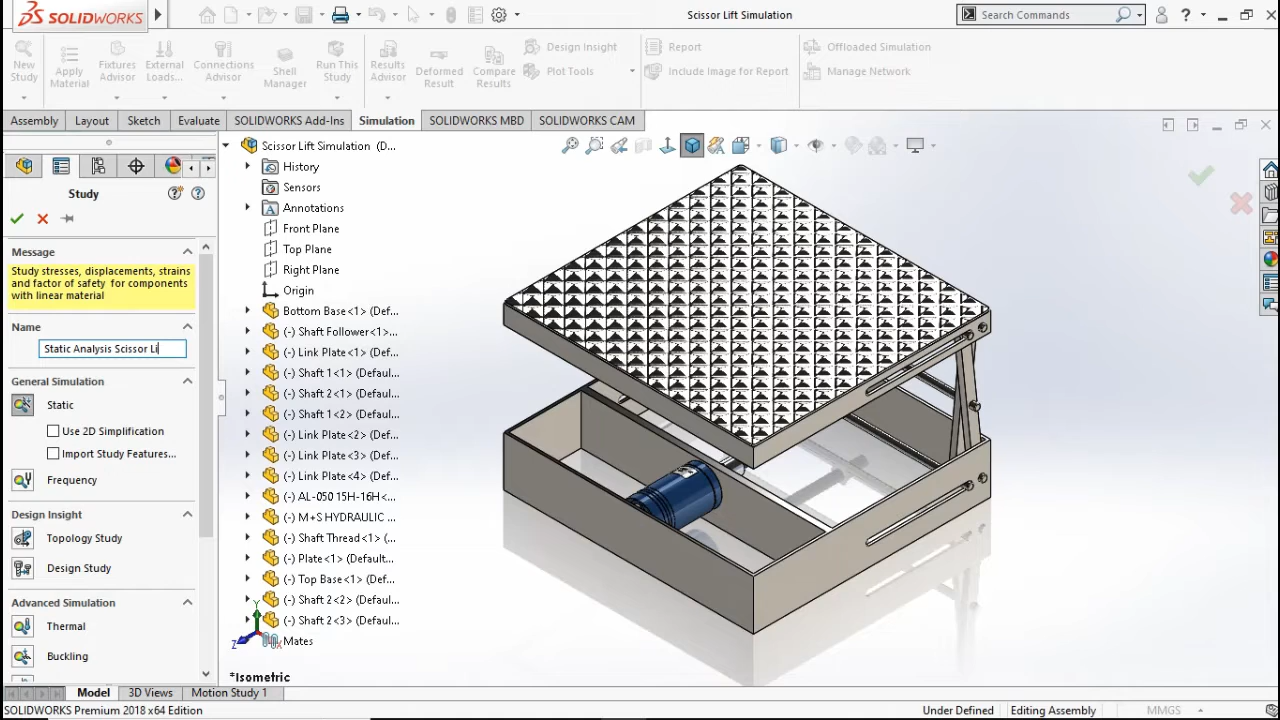 SOLIDWORKS
Scissor Lift Simulation
Search Commands
New Study
Apply Material
Fixtures Advisor
External Loads...
Connections Advisor
Shell Manager
Run This Study
Results Advisor
Deformed Result
Compare Results
Design Insight
Plot Tools
Report
Include Image for Report
Offloaded Simulation
Manage Network
Assembly
Layout
Sketch
Evaluate
SOLIDWORKS Add-Ins
Simulation
SOLIDWORKS MBD
SOLIDWORKS CAM
Study
Message
Study stresses, displacements, strains
and factor of safety for components
with linear material
Name
Static Analysis Scissor Li
General Simulation
Static
Use 2D Simplification
Import Study Features...
Frequency
Design Insight
Topology Study
Design Study
Advanced Simulation
Thermal
Buckling
Scissor Lift Simulation (D...
History
Sensors
Annotations
Front Plane
Top Plane
Right Plane
Origin
Bottom Base<1> (Def...
(-) Shaft Follower<1>...
(-) Link Plate<1> (Def...
(-) Shaft 1<1> (Defaul...
(-) Shaft 2<1> (Defaul...
(-) Shaft 1<2> (Defaul...
(-) Link Plate<2> (Def...
(-) Link Plate<3> (Def...
(-) Link Plate<4> (Def...
(-) AL-050 15H-16H<...
(-) M+S HYDRAULIC ...
(-) Shaft Thread<1> (...
(-) Plate<1> (Default...
(-) Top Base<1> (Def...
(-) Shaft 2<2> (Defaul...
(-) Shaft 2<3> (Defaul...
Mates
Y
Z
X
*Isometric
Model
3D Views
Motion Study 1
SOLIDWORKS Premium 2018 x64 Edition
Under Defined
Editing Assembly
MMGS